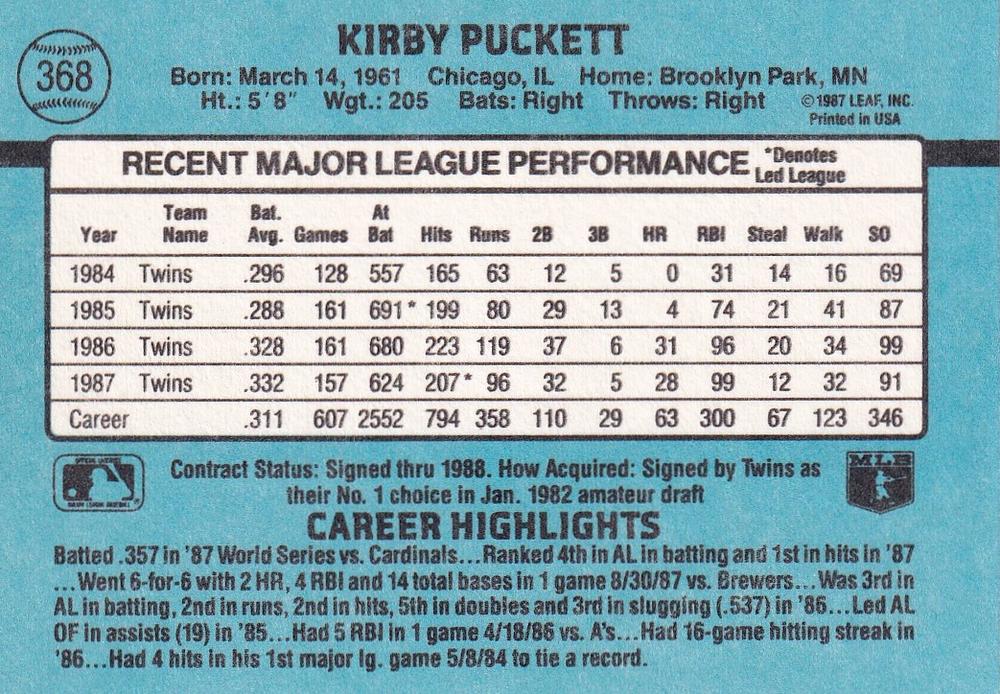 368
KIRBY PUCKETT
Born: March 14, 1961 Chicago, IL Home: Brooklyn Park, MN
Ht.: 5'8" Wgt.: 205 Bats: Right Throws: Right ©1987 LEAF, INC.
Printed in USA
RECENT MAJOR LEAGUE PERFORMANCE *Denotes
Led League
Team Bat. At
Year Name Avg. Games Bat Hits Runs 2B 3B HR RBI Steal Walk SO
1984 Twins .296 128 557 165 63 12 5 0 31 14 16 69
1985 Twins .288 161 691* 199 80 29 13 4 74 21 41 87
1986 Twins .328 161 680 223 119 37 6 31 96 20 34 99
1987 Twins .332 157 624 207* 96 32 5 28 99 12 32 91
Career .311 607 2552 794 358 110 29 63 300 67 123 346
Contract Status: Signed thru 1988. How Acquired: Signed by Twins as
their No. 1 choice in Jan. 1982 amateur draft
MLB
CAREER HIGHLIGHTS
Batted .357 in '87 World Series vs. Cardinals...Ranked 4th in AL in batting and 1st in hits in '87
...Went 6-for-6 with 2 HR, 4 RBI and 14 total bases in 1 game 8/30/87 vs. Brewers...Was 3rd in
AL in batting, 2nd in runs, 2nd in hits, 5th in doubles and 3rd in slugging (.537) in '86...Led AL
OF in assists (19) in '85...Had 5 RBI in 1 game 4/18/86 vs. A's...Had 16-game hitting streak in
'86...Had 4 hits in his 1st major lg. game 5/8/84 to tie a record.